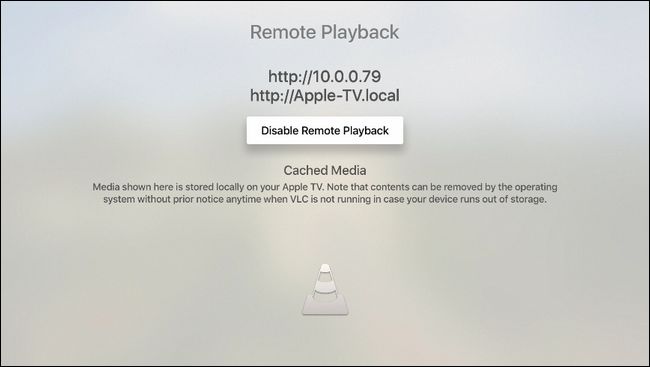 Remote Playback
http://10.0.0.79
http://Apple-TV.local
Disable Remote Playback
Cached Media
Media shown here is stored locally on your Apple TV. Note that contents can be removed by the operating
system without prior notice anytime when VLC is not running in case your device runs out of storage.